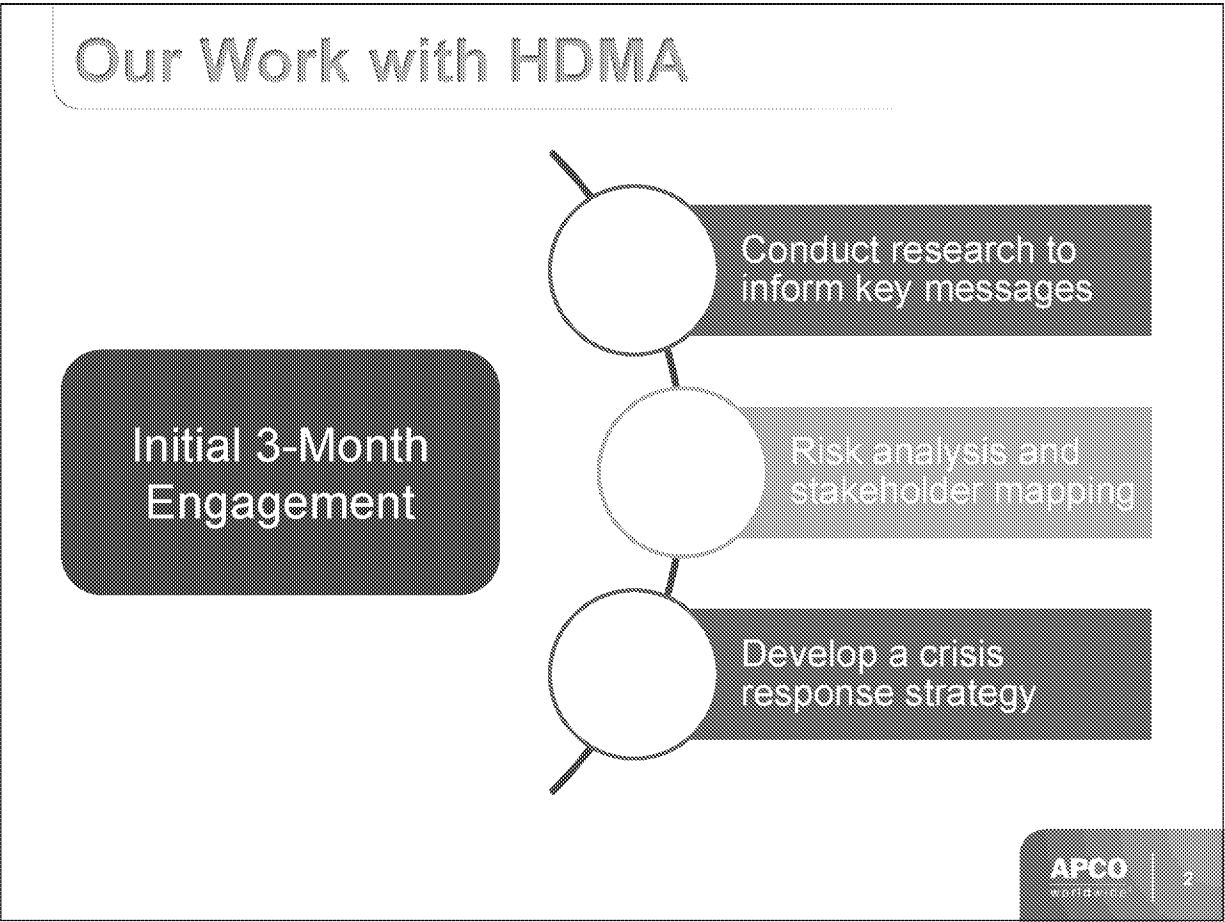 Our Work with HDMA
Initial 3-Month
Engagement
Conduct research to
inform key messages
Risk analysis and
stakeholder mapping
Develop a crisis
response strategy
APCO
worldwide
2